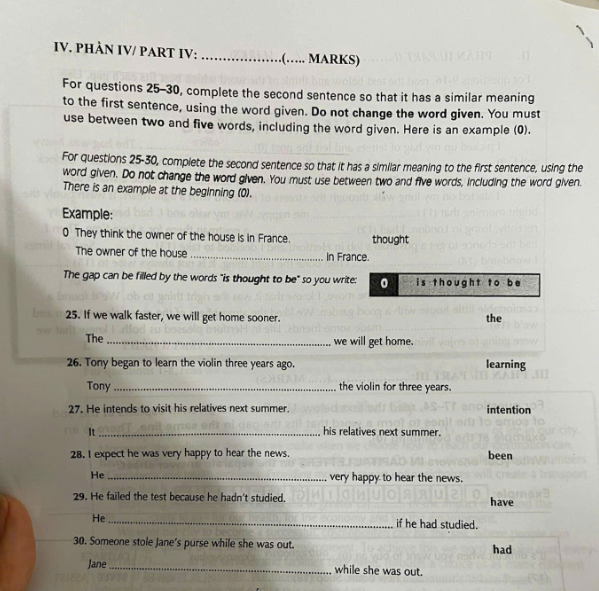 IV. PHẦN IV/ PART IV: ....................(..... MARKS)
For questions 25–30, complete the second sentence so that it has a similar meaning
to the first sentence, using the word given. Do not change the word given. You must
use between two and five words, including the word given. Here is an example (0).
For questions 25-30, complete the second sentence so that it has a similar meaning to the first sentence, using the
word given. Do not change the word given. You must use between two and five words, including the word given.
There is an example at the beginning (0).
Example:
0 They think the owner of the house is in France. thought
The owner of the house ............................................ in France.
The gap can be filled by the words "is thought to be" so you write: 0 is thought to be
25. If we walk faster, we will get home sooner. the
The ........................................................................ we will get home.
26. Tony began to learn the violin three years ago. learning
Tony ........................................................................ the violin for three years.
27. He intends to visit his relatives next summer. intention
It ........................................................................ his relatives next summer.
28. I expect he was very happy to hear the news. been
He ........................................................................ very happy to hear the news.
29. He failed the test because he hadn't studied. have
He ........................................................................................ if he had studied.
30. Someone stole Jane's purse while she was out. had
Jane ........................................................................ while she was out.